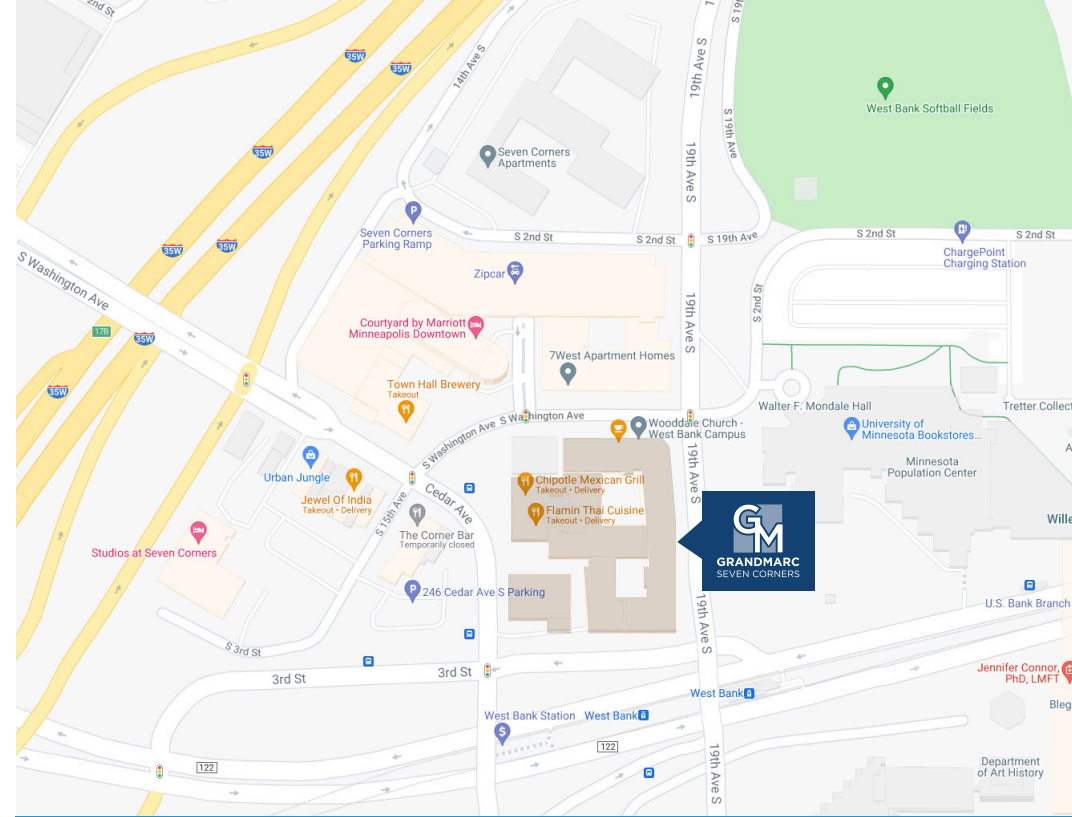 2nd St
S 19th
35W
35W
14th Ave S
19th Ave S
West Bank Softball Fields
S 19th Ave
35W
Seven Corners
Apartments
19th Ave S
Seven Corners
Parking Ramp
P
S 2nd St
S 2nd St
S 19th Ave
S 2nd St
S 2nd St
35W
35W
ChargePoint
Charging Station
S Washington Ave
Zipcar
S 2nd St
19th Ave S
17B
35W
Courtyard by Marriott
Minneapolis Downtown
7West Apartment Homes
35W
Town Hall Brewery
Takeout
Walter F. Mondale Hall
Tretter Collect
S Washington Ave
S Washington Ave
Wooddale Church -
West Bank Campus
University of
Minnesota Bookstores...
A
Minnesota
Population Center
19th Ave S
Urban Jungle
Jewel Of India
Takeout • Delivery
Cedar Ave
S 15th Ave
Chipotle Mexican Grill
Takeout • Delivery
Flamin Thai Cuisine
Takeout • Delivery
GM
GRANDMARC
SEVEN CORNERS
Wille
The Corner Bar
Temporarily closed
Studios at Seven Corners
P
246 Cedar Ave S Parking
U.S. Bank Branch
19th Ave S
S 3rd St
3rd St
3rd St
Jennifer Connor,
PhD, LMFT
West Bank
Bleg
West Bank Station
West Bank
$
122
122
19th Ave S
Department
of Art History